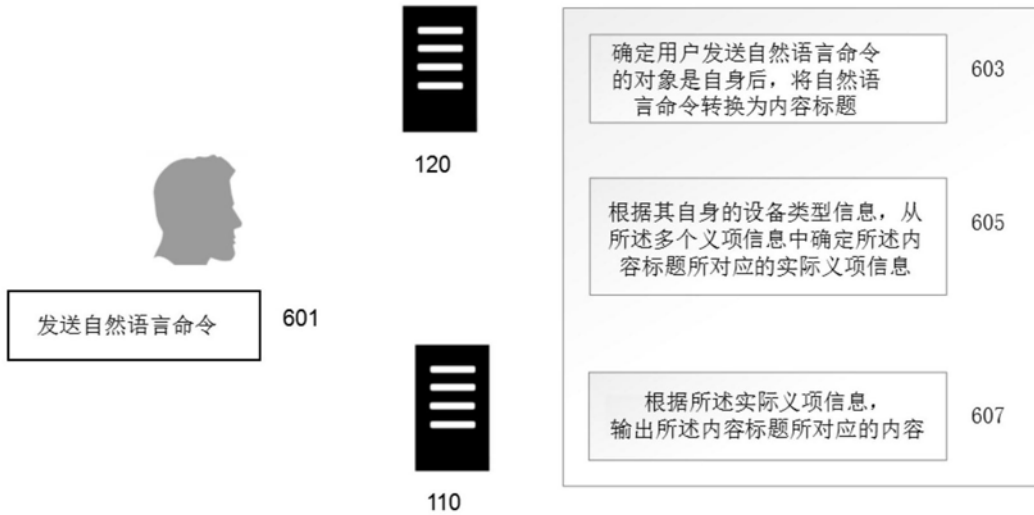 确定用户发送自然语言命令
的对象是自身后，将自然语
言命令转换为内容标题
603
120
根据其自身的设备类型信息，从
所述多个义项信息中确定所述内
容标题所对应的实际义项信息
605
发送自然语言命令
601
根据所述实际义项信息，
输出所述内容标题所对应的内容
607
110